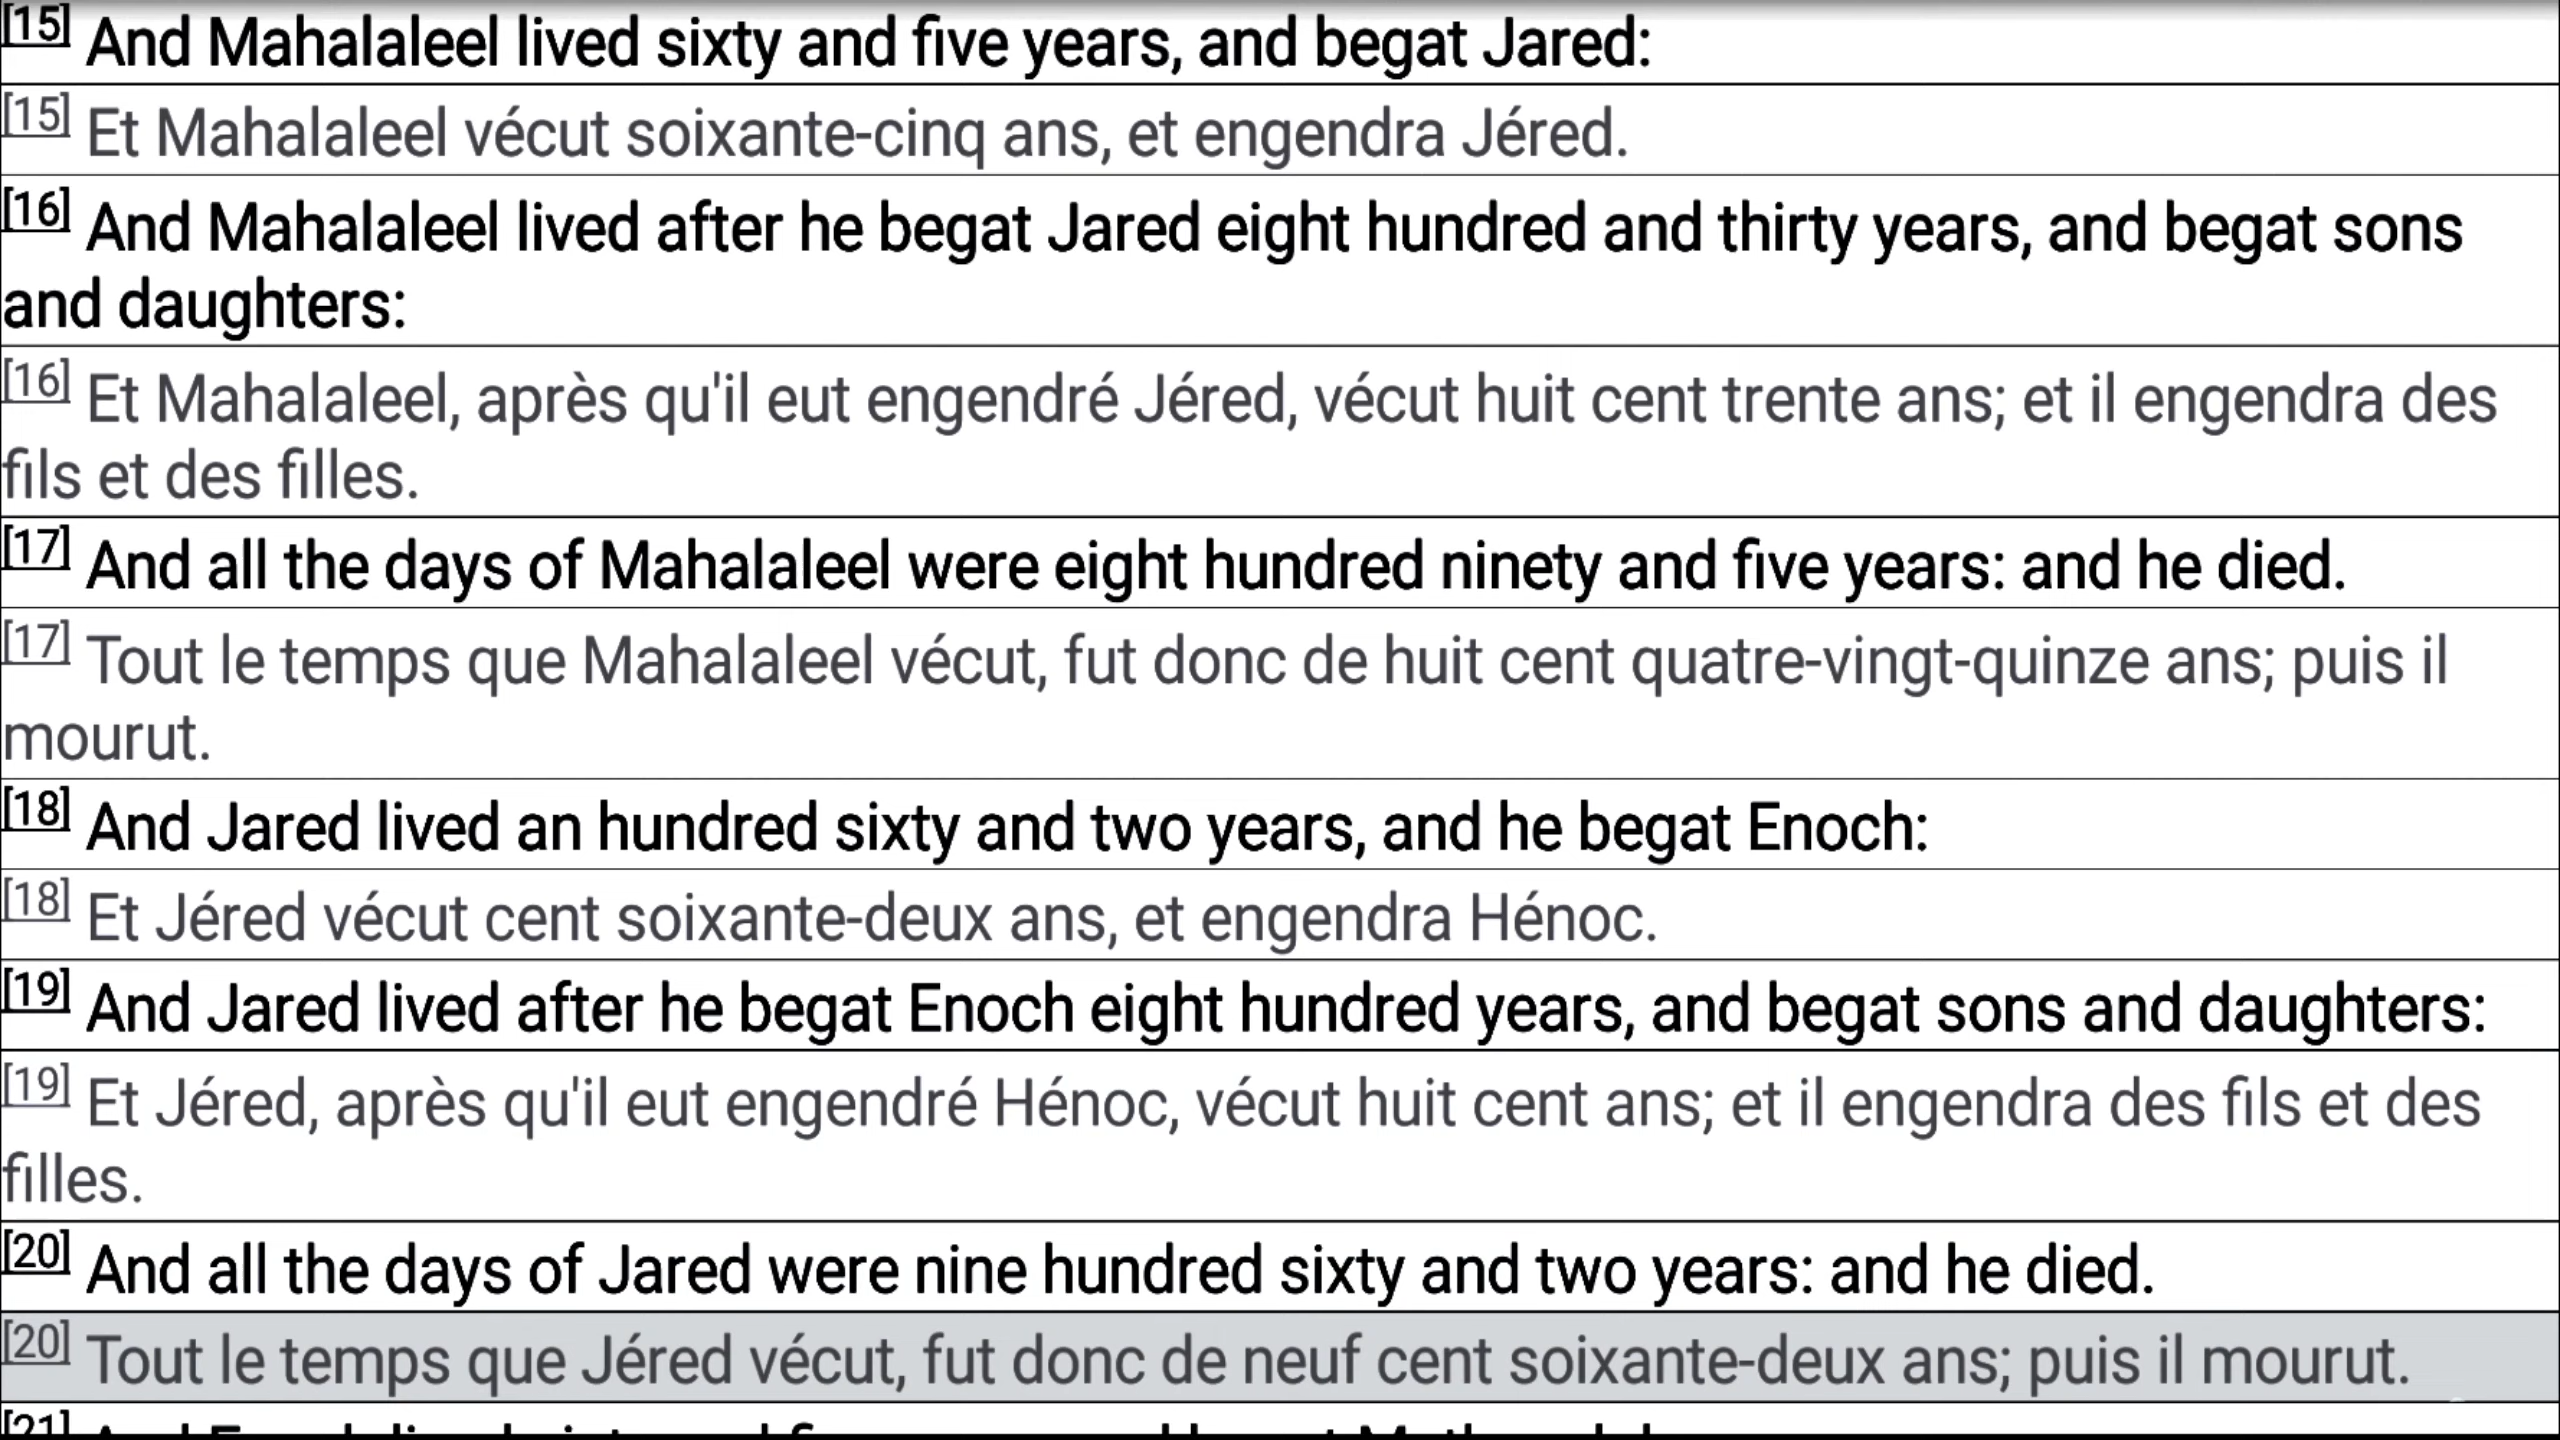 [15] And Mahalaleel lived sixty and five years, and begat Jared:
[15] Et Mahalaleel vécut soixante-cinq ans, et engendra Jéred.
[16] And Mahalaleel lived after he begat Jared eight hundred and thirty years, and begat sons
and daughters:
[16] Et Mahalaleel, après qu'il eut engendré Jéred, vécut huit cent trente ans; et il engendra des
fils et des filles.
[17] And all the days of Mahalaleel were eight hundred ninety and five years: and he died.
[17] Tout le temps que Mahalaleel vécut, fut donc de huit cent quatre-vingt-quinze ans; puis il
mourut.
[18] And Jared lived an hundred sixty and two years, and he begat Enoch:
[18] Et Jéred vécut cent soixante-deux ans, et engendra Hénoc.
[19] And Jared lived after he begat Enoch eight hundred years, and begat sons and daughters:
[19] Et Jéred, après qu'il eut engendré Hénoc, vécut huit cent ans; et il engendra des fils et des
filles.
[20] And all the days of Jared were nine hundred sixty and two years: and he died.
[20] Tout le temps que Jéred vécut, fut donc de neuf cent soixante-deux ans; puis il mourut.
[21]